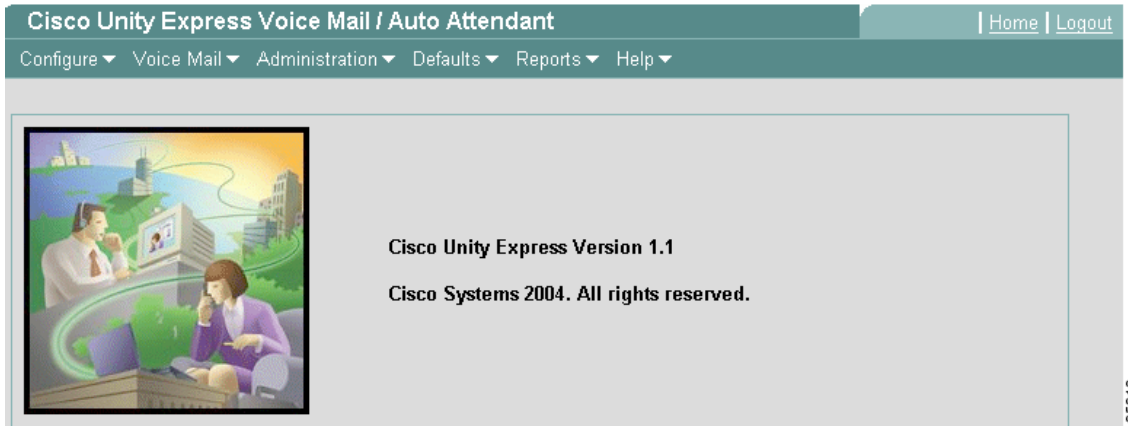 Cisco Unity Express Voice Mail / Auto Attendant | Home | Logout
Configure Voice Mail Administration Defaults Reports Help
Cisco Unity Express Version 1.1
Cisco Systems 2004. All rights reserved.